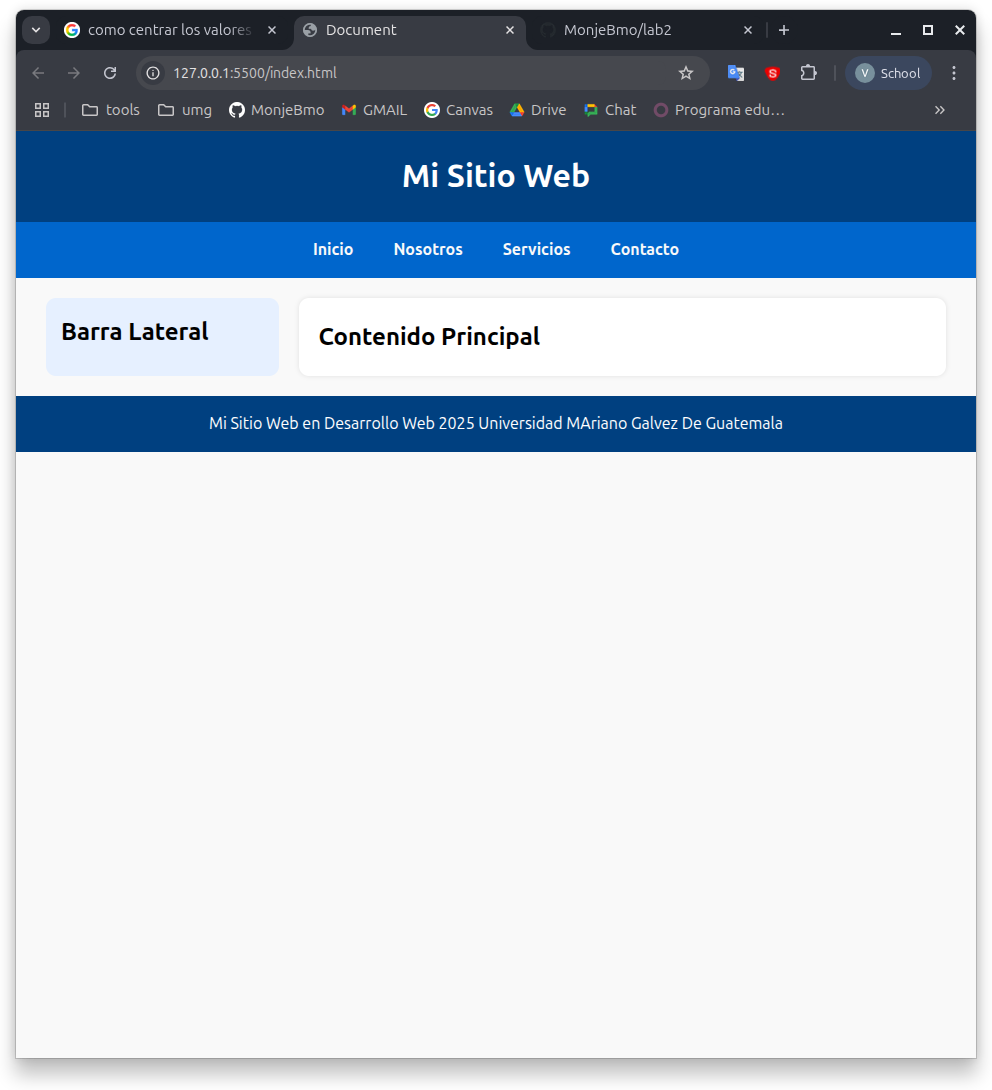 como centrar los valores
Document
MonjeBmo/lab2
127.0.0.1:5500/index.html
S
V
School
tools
umg
MonjeBmo
GMAIL
Canvas
Drive
Chat
Programa edu…
Mi Sitio Web
Inicio Nosotros Servicios Contacto
Barra Lateral
Contenido Principal
Mi Sitio Web en Desarrollo Web 2025 Universidad MAriano Galvez De Guatemala